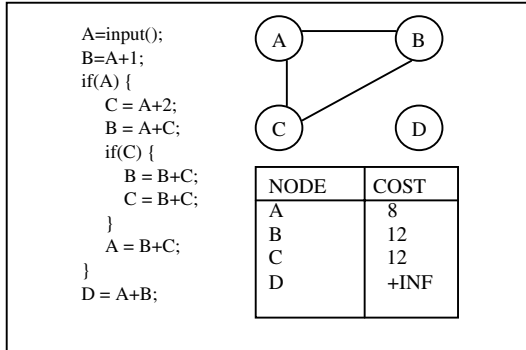 A=input();
B=A+1;
if(A) {
C = A+2;
B = A+C;
if(C) {
B = B+C;
C = B+C;
}
A = B+C;
}
D = A+B;
A B
C D
NODE COST
A 8
B 12
C 12
D +INF